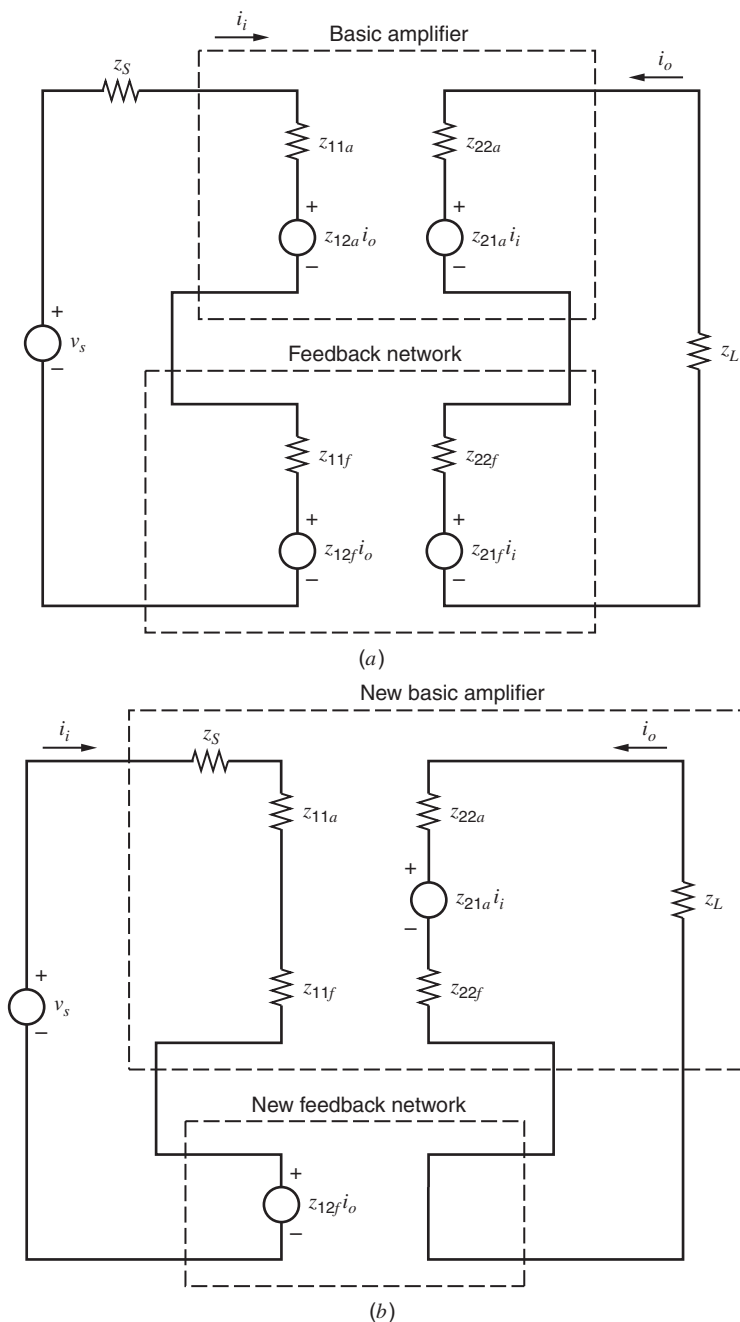 i_i
Basic amplifier
z_S
i_o
z_11a
z_22a
+
+
z_12a i_o
z_21a i_i
–
–
+
v_s
–
Feedback network
z_L
z_11f
z_22f
+
+
z_12f i_o
z_21f i_i
–
–
(a)
New basic amplifier
i_i
z_S
i_o
z_11a
z_22a
+
z_21a i_i
–
z_L
+
v_s
–
z_11f
z_22f
New feedback network
+
z_12f i_o
–
(b)